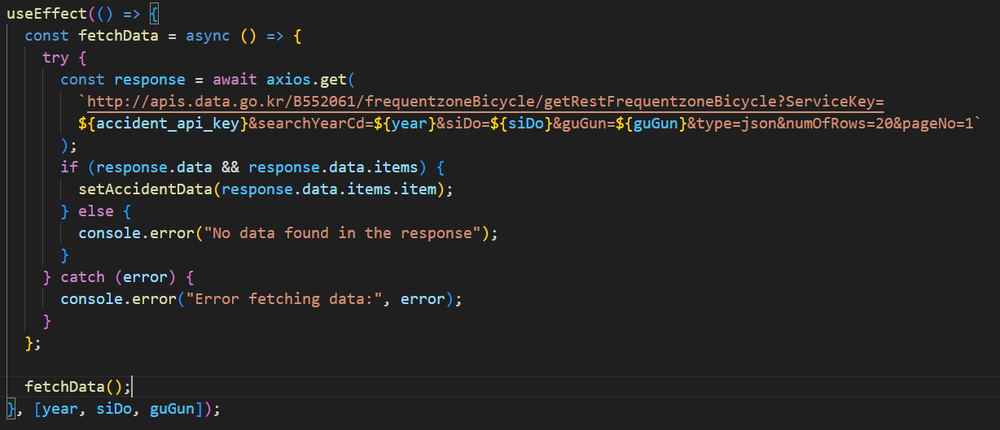 useEffect(() => {
const fetchData = async () => {
try {
const response = await axios.get(
`http://apis.data.go.kr/B552061/frequentzoneBicycle/getRestFrequentzoneBicycle?ServiceKey=
${accident_api_key}&searchYearCd=${year}&siDo=${siDo}&guGun=${guGun}&type=json&numOfRows=20&pageNo=1`
);
if (response.data && response.data.items) {
setAccidentData(response.data.items.item);
} else {
console.error("No data found in the response");
}
} catch (error) {
console.error("Error fetching data:", error);
}
};
fetchData();
}, [year, siDo, guGun]);